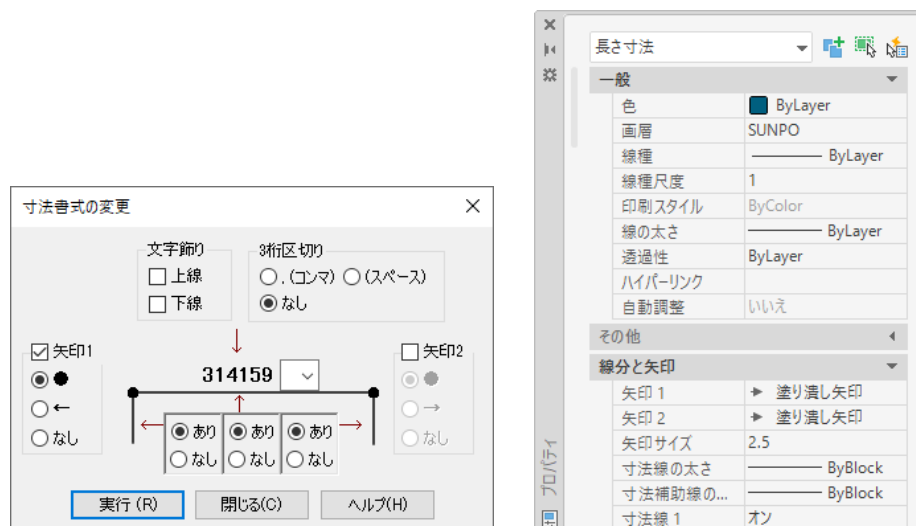 寸法書式の変更
文字飾り
上線
下線
3桁区切り
, (コンマ) (スペース)
なし
矢印1
●
←
なし
314159
矢印2
●
→
なし
あり あり あり
なし なし なし
実行 (R) 閉じる(C) ヘルプ(H)
長さ寸法
一般
色 ByLayer
画層 SUNPO
線種 ByLayer
線種尺度 1
印刷スタイル ByColor
線の太さ ByLayer
透過性 ByLayer
ハイパーリンク
自動調整 いいえ
その他
線分と矢印
矢印 1 塗り潰し矢印
矢印 2 塗り潰し矢印
矢印サイズ 2.5
寸法線の太さ ByBlock
寸法補助線の... ByBlock
寸法線 1 オン
プロパティ